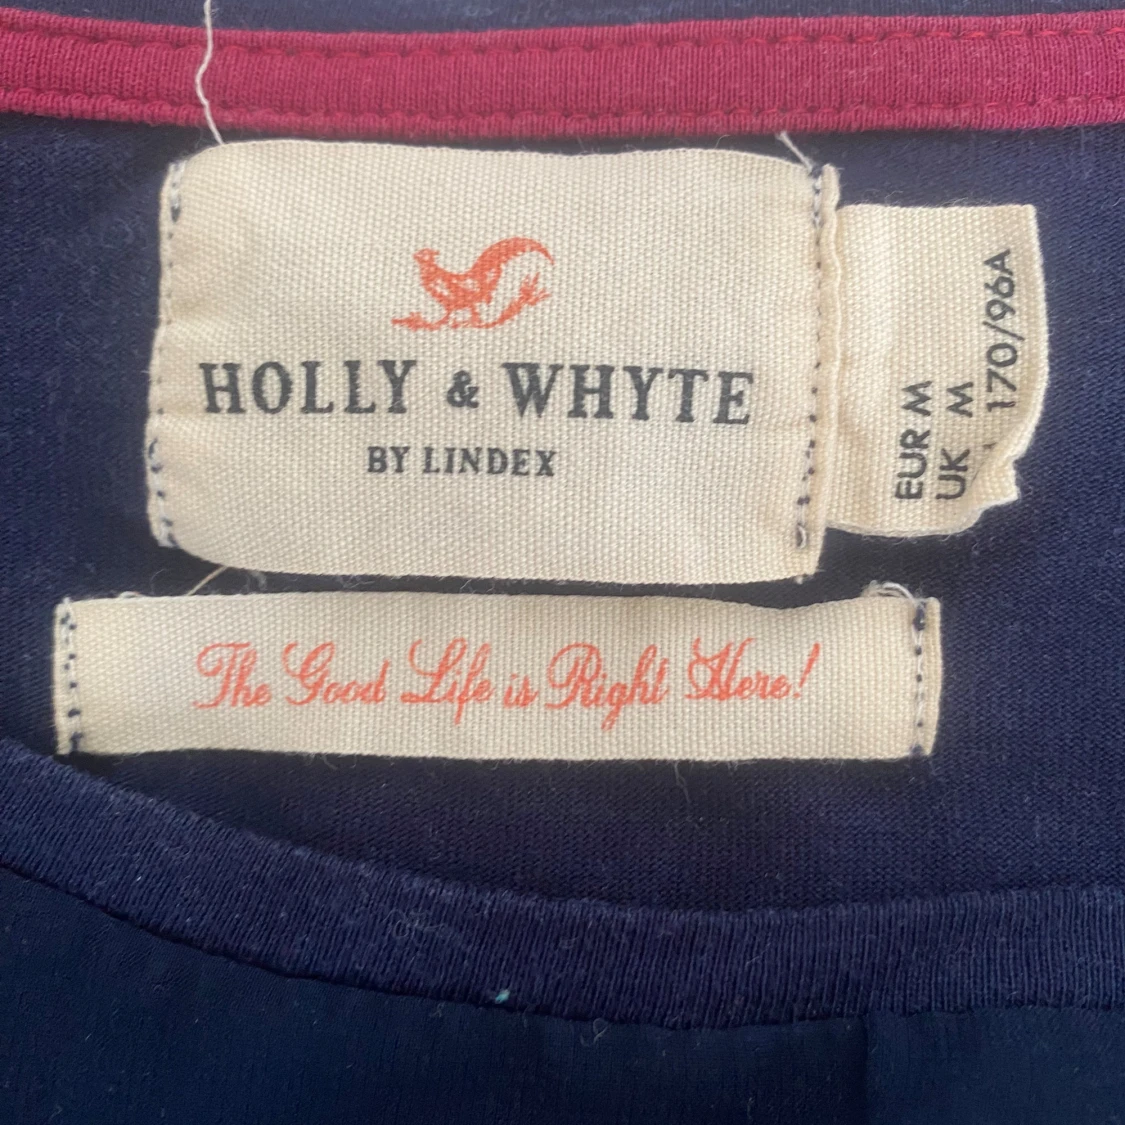 HOLLY & WHYTE
BY LINDEX
EUR M
UK M
170/96A
The Good Life is Right Here!